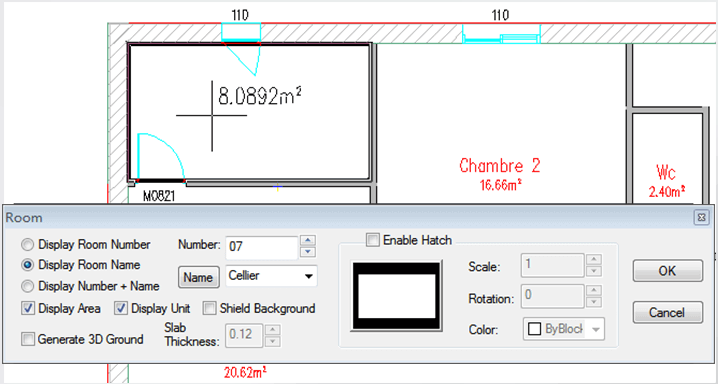 110
110
8.0892m²
Chambre 2
16.66m²
Wc
2.40m²
M0821
Room
Display Room Number
Display Room Name
Display Number + Name
Display Area
Display Unit
Shield Background
Generate 3D Ground
Slab Thickness:
0.12
Number:
07
Name
Cellier
Enable Hatch
Scale:
1
Rotation:
0
Color:
ByBlock
OK
Cancel
20.62m²